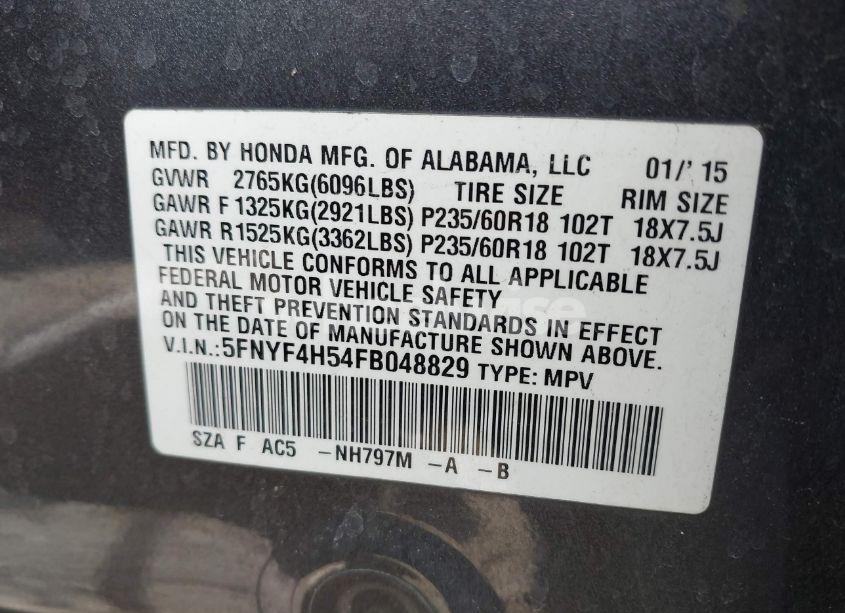 MFD. BY HONDA MFG. OF ALABAMA, LLC 01/' 15
GVWR 2765KG(6096LBS) TIRE SIZE RIM SIZE
GAWR F 1325KG(2921LBS) P235/60R18 102T 18X7.5J
GAWR R1525KG(3362LBS) P235/60R18 102T 18X7.5J
THIS VEHICLE CONFORMS TO ALL APPLICABLE
FEDERAL MOTOR VEHICLE SAFETY
AND THEFT PREVENTION STANDARDS IN EFFECT
ON THE DATE OF MANUFACTURE SHOWN ABOVE.
V.I.N.:5FNYF4H54FB048829 TYPE: MPV
SZA F AC5 -NH797M -A -B